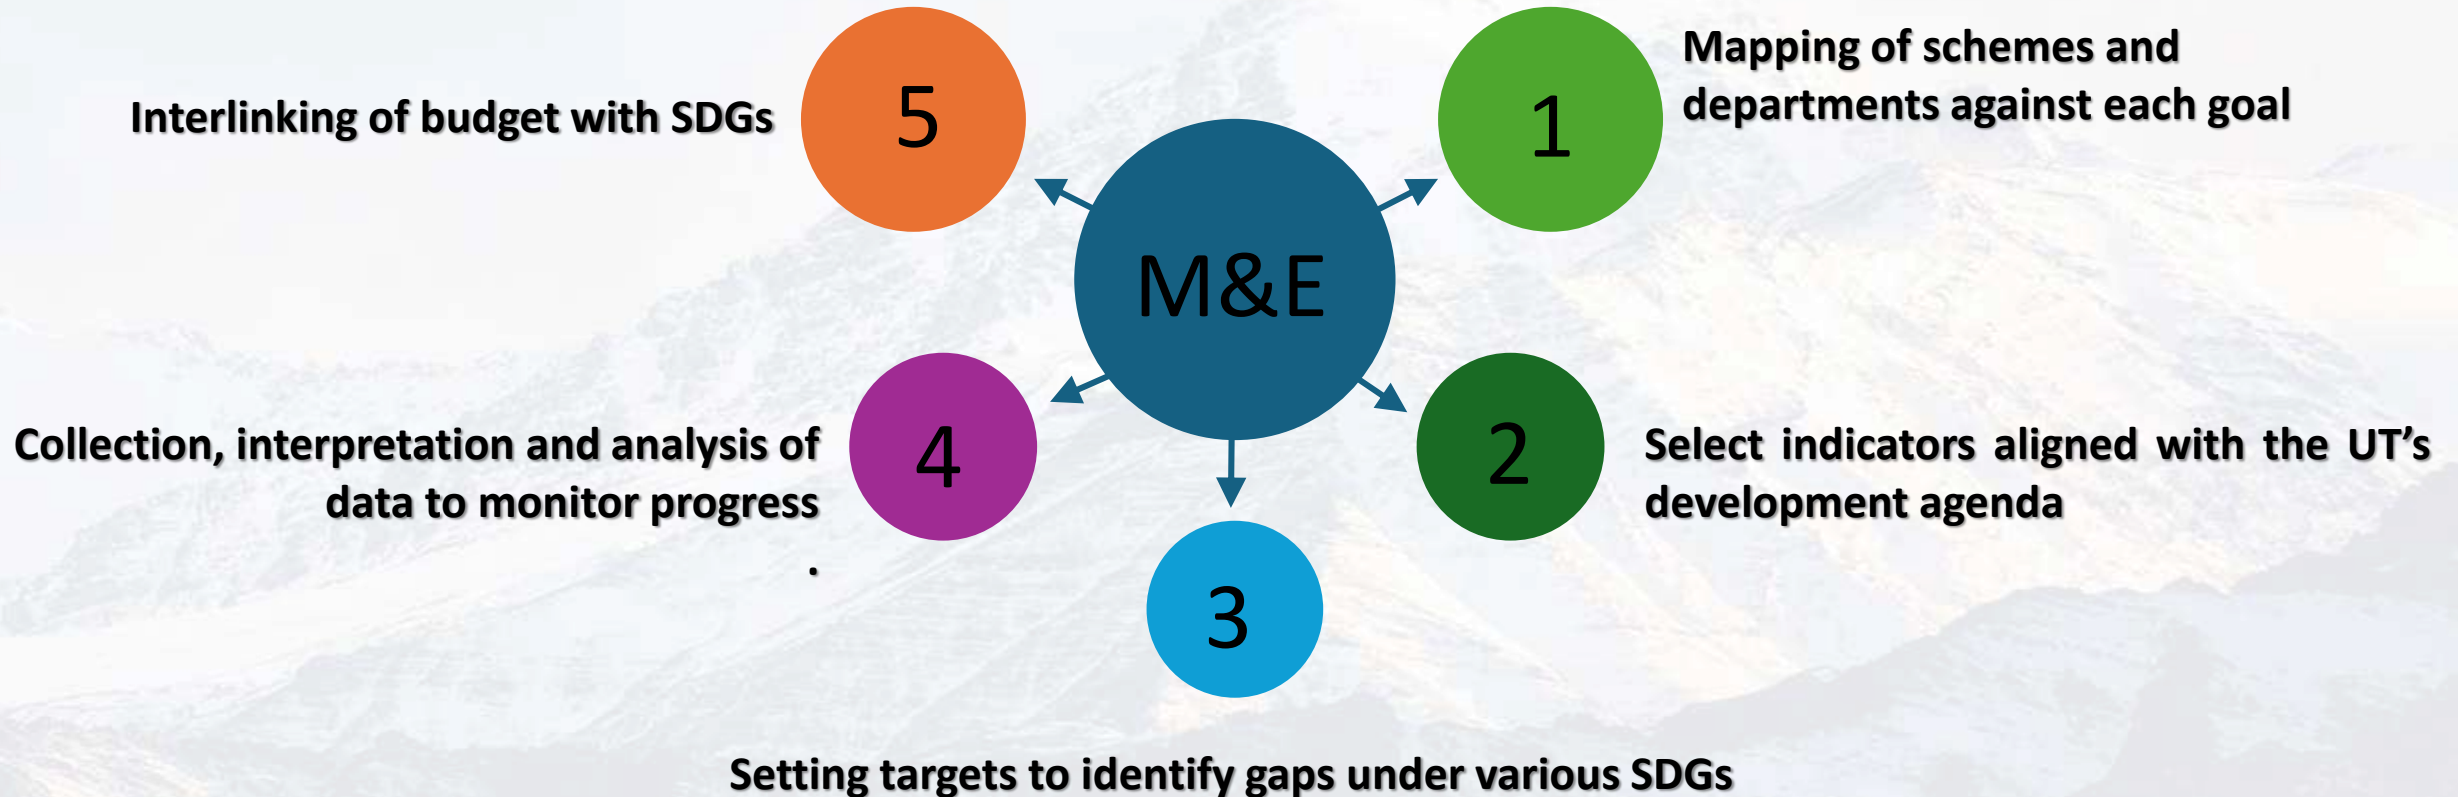 5
Interlinking of budget with SDGs
1
Mapping of schemes and
departments against each goal
M&E
4
Collection, interpretation and analysis of
data to monitor progress
.
2
Select indicators aligned with the UT’s
development agenda
3
Setting targets to identify gaps under various SDGs